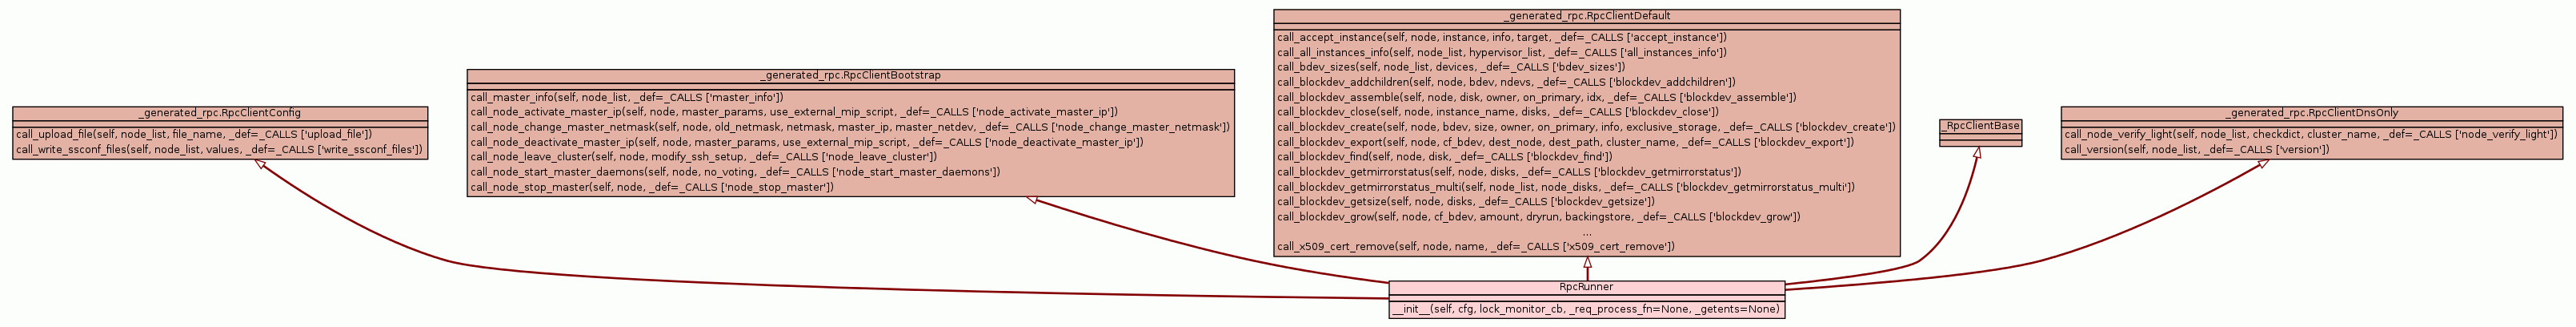 _generated_rpc.RpcClientConfig
call_upload_file(self, node_list, file_name, _def=_CALLS ['upload_file'])
call_write_ssconf_files(self, node_list, values, _def=_CALLS ['write_ssconf_files'])
_generated_rpc.RpcClientBootstrap
call_master_info(self, node_list, _def=_CALLS ['master_info'])
call_node_activate_master_ip(self, node, master_params, use_external_mip_script, _def=_CALLS ['node_activate_master_ip'])
call_node_change_master_netmask(self, node, old_netmask, netmask, master_ip, master_netdev, _def=_CALLS ['node_change_master_netmask'])
call_node_deactivate_master_ip(self, node, master_params, use_external_mip_script, _def=_CALLS ['node_deactivate_master_ip'])
call_node_leave_cluster(self, node, modify_ssh_setup, _def=_CALLS ['node_leave_cluster'])
call_node_start_master_daemons(self, node, no_voting, _def=_CALLS ['node_start_master_daemons'])
call_node_stop_master(self, node, _def=_CALLS ['node_stop_master'])
_generated_rpc.RpcClientDefault
call_accept_instance(self, node, instance, info, target, _def=_CALLS ['accept_instance'])
call_all_instances_info(self, node_list, hypervisor_list, _def=_CALLS ['all_instances_info'])
call_bdev_sizes(self, node_list, devices, _def=_CALLS ['bdev_sizes'])
call_blockdev_addchildren(self, node, bdev, ndevs, _def=_CALLS ['blockdev_addchildren'])
call_blockdev_assemble(self, node, disk, owner, on_primary, idx, _def=_CALLS ['blockdev_assemble'])
call_blockdev_close(self, node, instance_name, disks, _def=_CALLS ['blockdev_close'])
call_blockdev_create(self, node, bdev, size, owner, on_primary, info, exclusive_storage, _def=_CALLS ['blockdev_create'])
call_blockdev_export(self, node, cf_bdev, dest_node, dest_path, cluster_name, _def=_CALLS ['blockdev_export'])
call_blockdev_find(self, node, disk, _def=_CALLS ['blockdev_find'])
call_blockdev_getmirrorstatus(self, node, disks, _def=_CALLS ['blockdev_getmirrorstatus'])
call_blockdev_getmirrorstatus_multi(self, node_list, node_disks, _def=_CALLS ['blockdev_getmirrorstatus_multi'])
call_blockdev_getsize(self, node, disks, _def=_CALLS ['blockdev_getsize'])
call_blockdev_grow(self, node, cf_bdev, amount, dryrun, backingstore, _def=_CALLS ['blockdev_grow'])
...
call_x509_cert_remove(self, node, name, _def=_CALLS ['x509_cert_remove'])
_RpcClientBase
_generated_rpc.RpcClientDnsOnly
call_node_verify_light(self, node_list, checkdict, cluster_name, _def=_CALLS ['node_verify_light'])
call_version(self, node_list, _def=_CALLS ['version'])
RpcRunner
__init__(self, cfg, lock_monitor_cb, _req_process_fn=None, _getents=None)